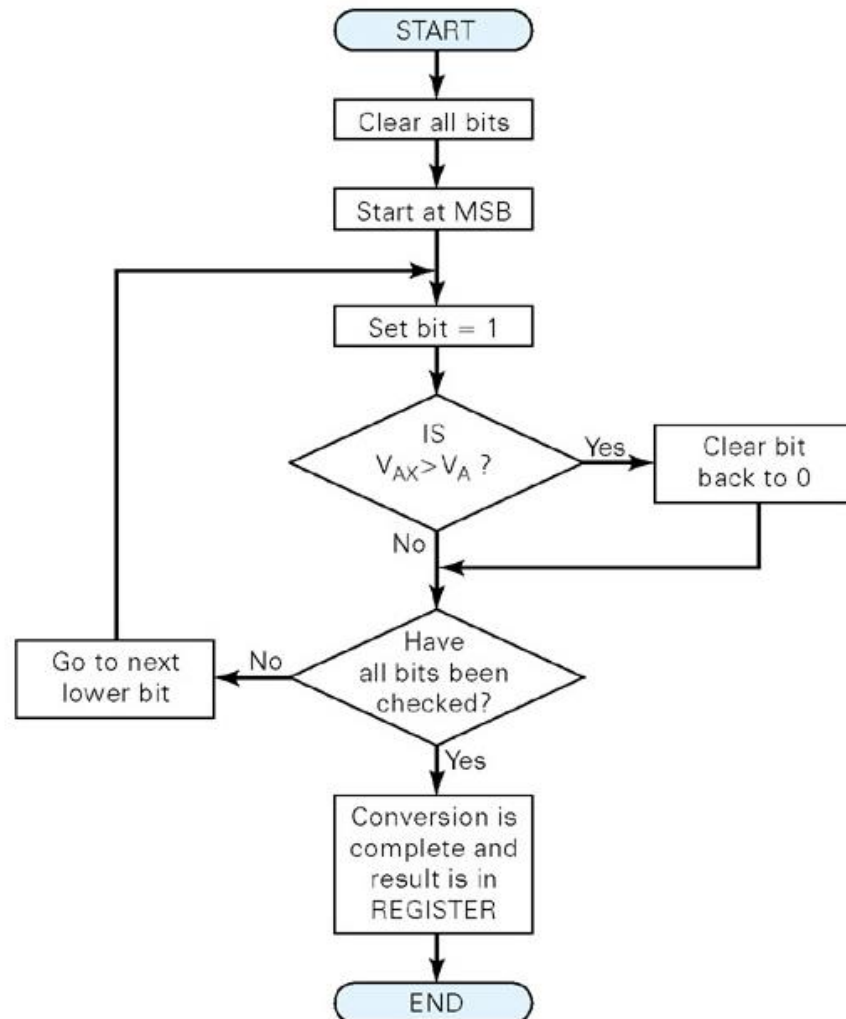 START
Clear all bits
Start at MSB
Set bit = 1
IS
VAX>VA ?
Yes
Clear bit
back to 0
No
Have
all bits been
checked?
No
Go to next
lower bit
Yes
Conversion is
complete and
result is in
REGISTER
END